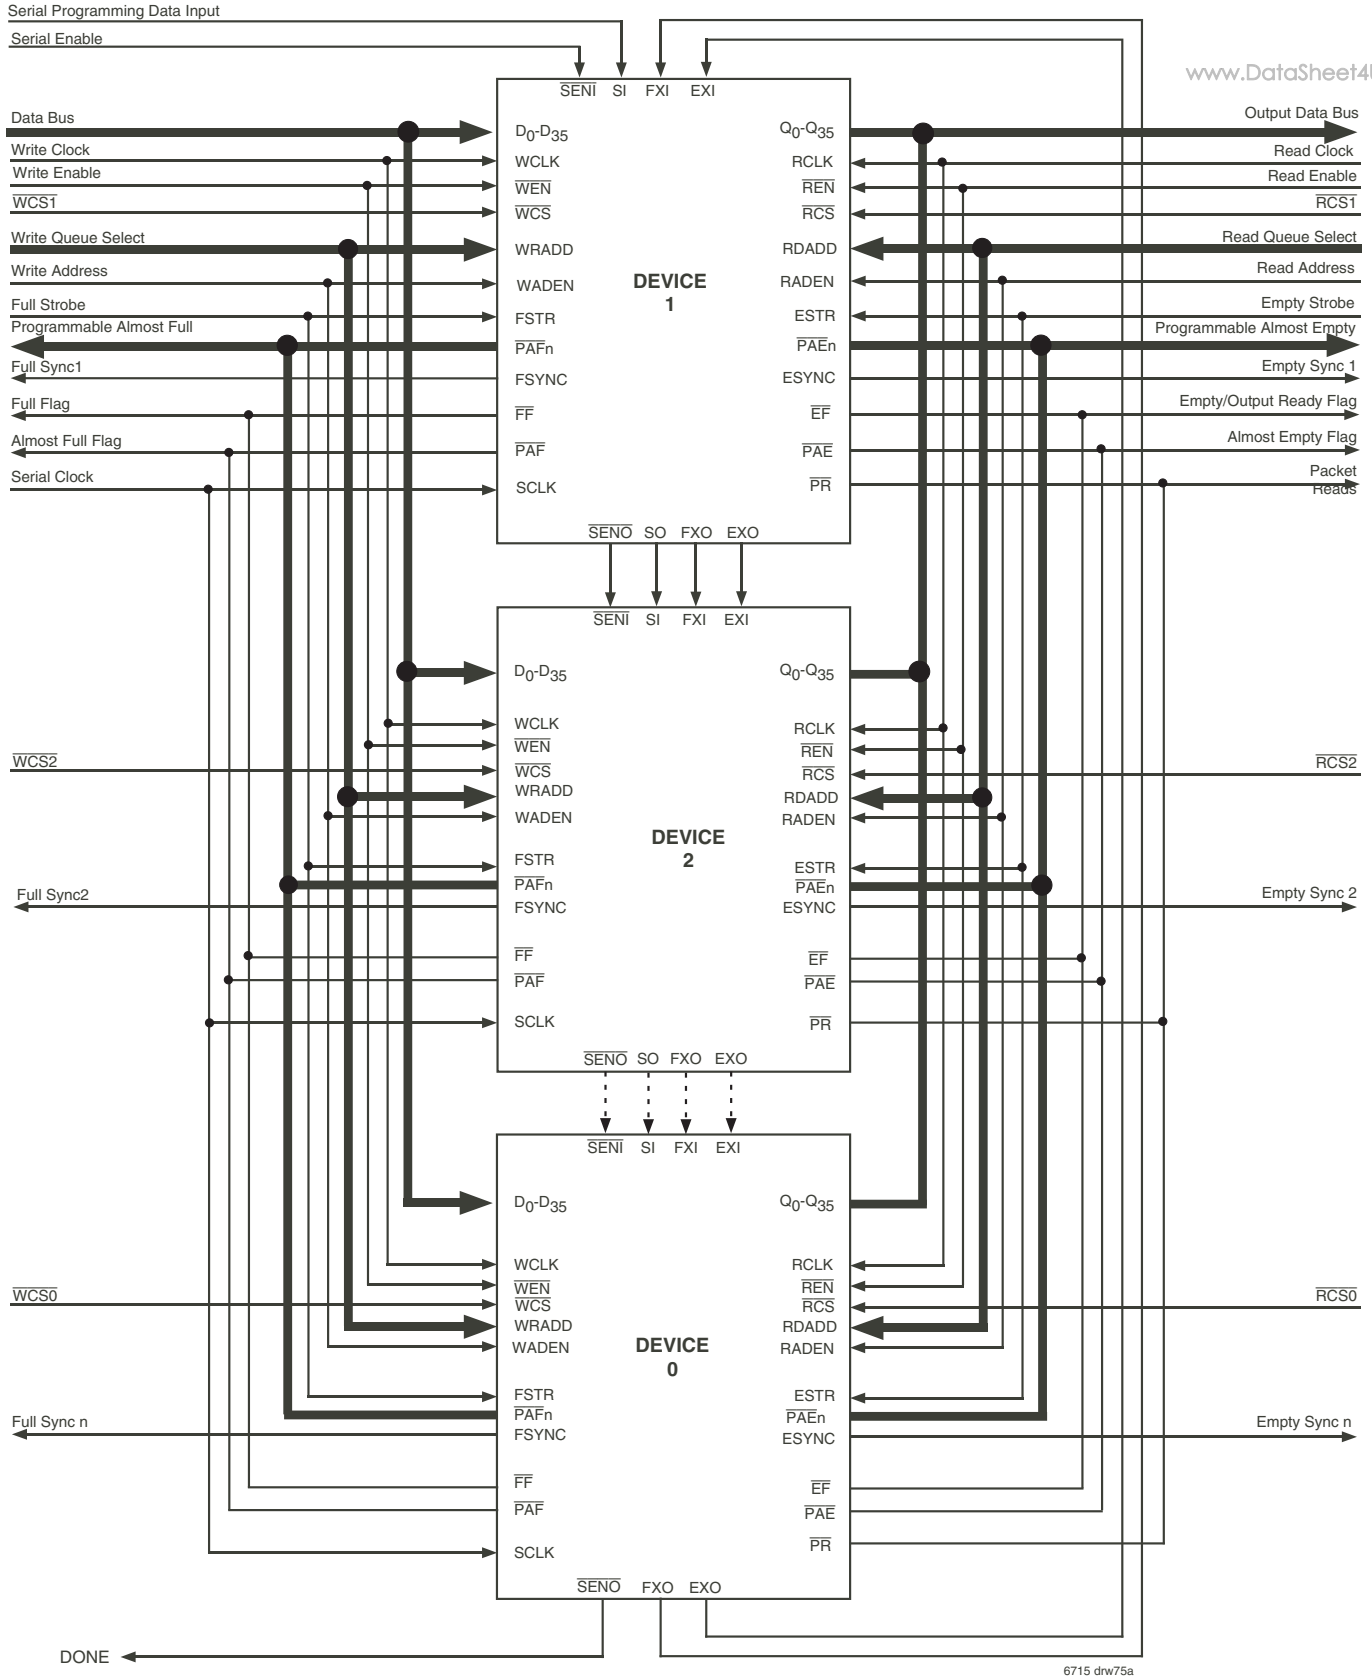 Serial Programming Data Input
Serial Enable
www.DataSheet4U
SENI SI FXI EXI
Data Bus
D0-D35
Q0-Q35
Output Data Bus
Write Clock
WCLK
RCLK
Read Clock
Write Enable
WEN
REN
Read Enable
WCS1
WCS
RCS
RCS1
Write Queue Select
WRADD
RDADD
Read Queue Select
Write Address
WADEN
DEVICE
1
RADEN
Read Address
Full Strobe
FSTR
ESTR
Empty Strobe
Programmable Almost Full
PAFn
PAEn
Programmable Almost Empty
Full Sync1
FSYNC
ESYNC
Empty Sync 1
Full Flag
FF
EF
Empty/Output Ready Flag
Almost Full Flag
PAF
PAE
Almost Empty Flag
Serial Clock
SCLK
PR
Packet
Reads
SENO SO FXO EXO
SENI SI FXI EXI
D0-D35
Q0-Q35
WCLK
RCLK
WEN
REN
WCS2
WCS
RCS
RCS2
WRADD
RDADD
WADEN
RADEN
DEVICE
2
FSTR
ESTR
PAFn
PAEn
Full Sync2
FSYNC
ESYNC
Empty Sync 2
FF
EF
PAF
PAE
SCLK
PR
SENO SO FXO EXO
SENI SI FXI EXI
D0-D35
Q0-Q35
WCLK
RCLK
WEN
REN
WCS0
WCS
RCS
RCS0
WRADD
RDADD
WADEN
RADEN
DEVICE
0
FSTR
ESTR
PAFn
PAEn
Full Sync n
FSYNC
ESYNC
Empty Sync n
FF
EF
PAF
PAE
SCLK
PR
SENO FXO EXO
DONE
6715 drw75a